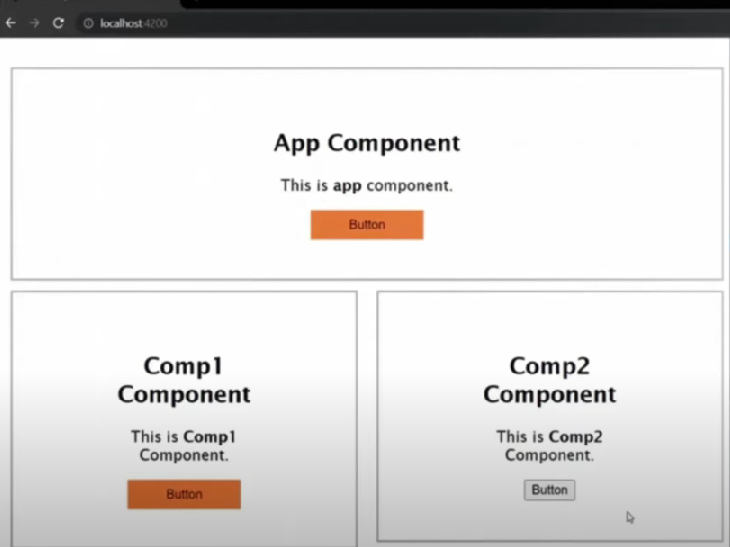 localhost:4200
App Component
This is app component.
Button
Comp1
Component
This is Comp1
Component.
Button
Comp2
Component
This is Comp2
Component.
Button